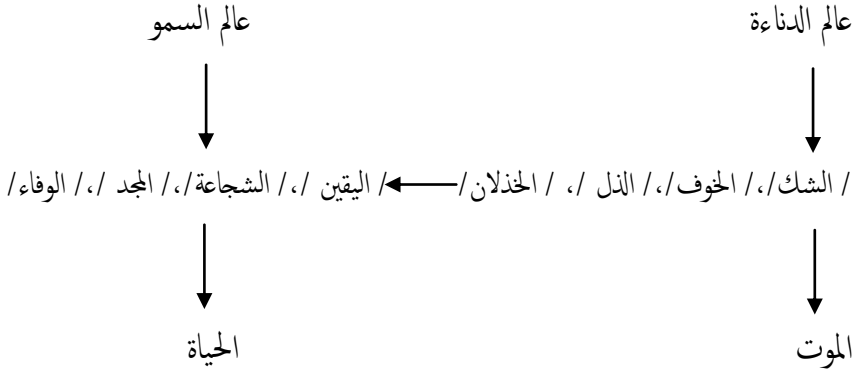 عالم الدناءة عالم السمو
/ الشك/،/ الخوف/،/ الذل /، / الخذلان/ / اليقين /،/ الشجاعة/،/ المجد /،/ الوفاء/
الموت الحياة